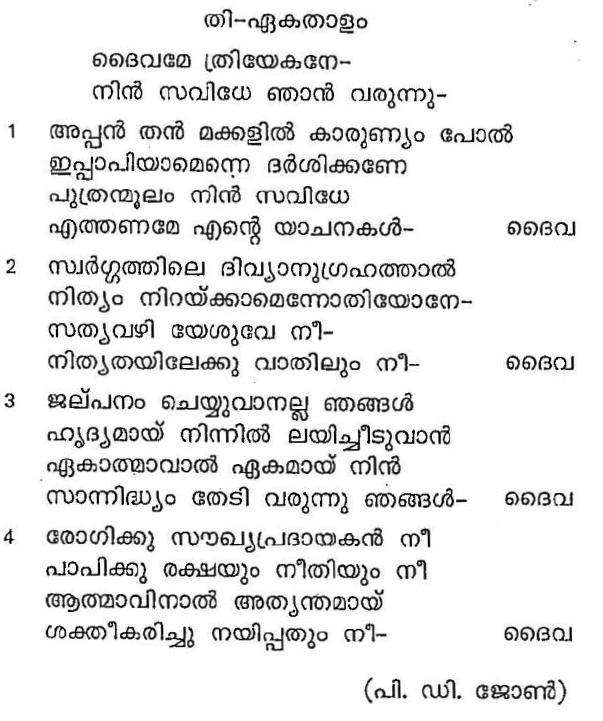 തി-ഏകതാളം
ദൈവമേ ത്രിയേകനേ-
നിൻ സവിധേ ഞാൻ വരുന്നു-
1 അപ്പൻ തൻ മക്കളിൽ കാരുണ്യം പോൽ
ഇപ്പാപിയാമെന്നെ ദർശിക്കണേ
പുത്രന്മൂലം നിൻ സവിധേ
എത്തണമേ എന്റെ യാചനകൾ- ദൈവ
2 സ്വർഗ്ഗത്തിലെ ദിവ്യാനുഗ്രഹത്താൽ
നിത്യം നിറയ്ക്കാമെന്നോതിയോനേ-
സത്യവഴി യേശുവേ നീ-
നിത്യതയിലേക്കു വാതിലും നീ- ദൈവ
3 ജല്പനം ചെയ്യുവാനല്ല ഞങ്ങൾ
ഹൃദ്യമായ് നിന്നിൽ ലയിച്ചീടുവാൻ
ഏകാത്മാവാൽ ഏകമായ് നിൻ
സാന്നിദ്ധ്യം തേടി വരുന്നു ഞങ്ങൾ- ദൈവ
4 രോഗിക്കു സൗഖ്യപ്രദായകൻ നീ
പാപിക്കു രക്ഷയും നീതിയും നീ
ആത്മാവിനാൽ അത്യന്തമായ്
ശക്തീകരിച്ചു നയിപ്പതും നീ- ദൈവ
(പി. ഡി. ജോൺ)